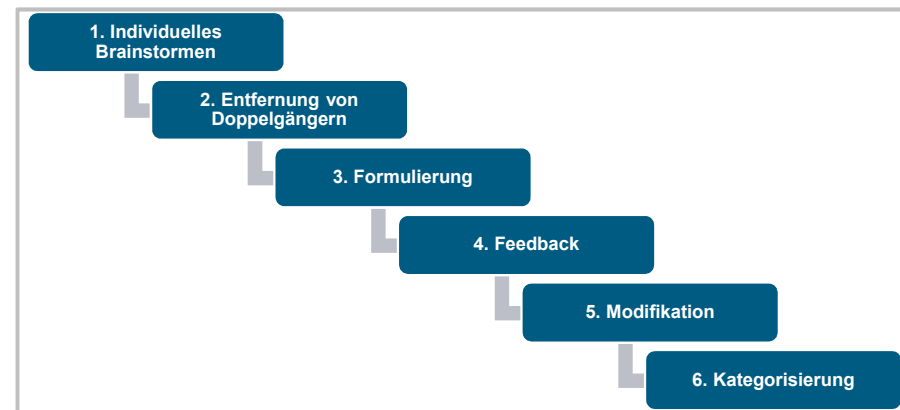 1. Individuelles
Brainstormen
2. Entfernung von
Doppelgängern
3. Formulierung
4. Feedback
5. Modifikation
6. Kategorisierung